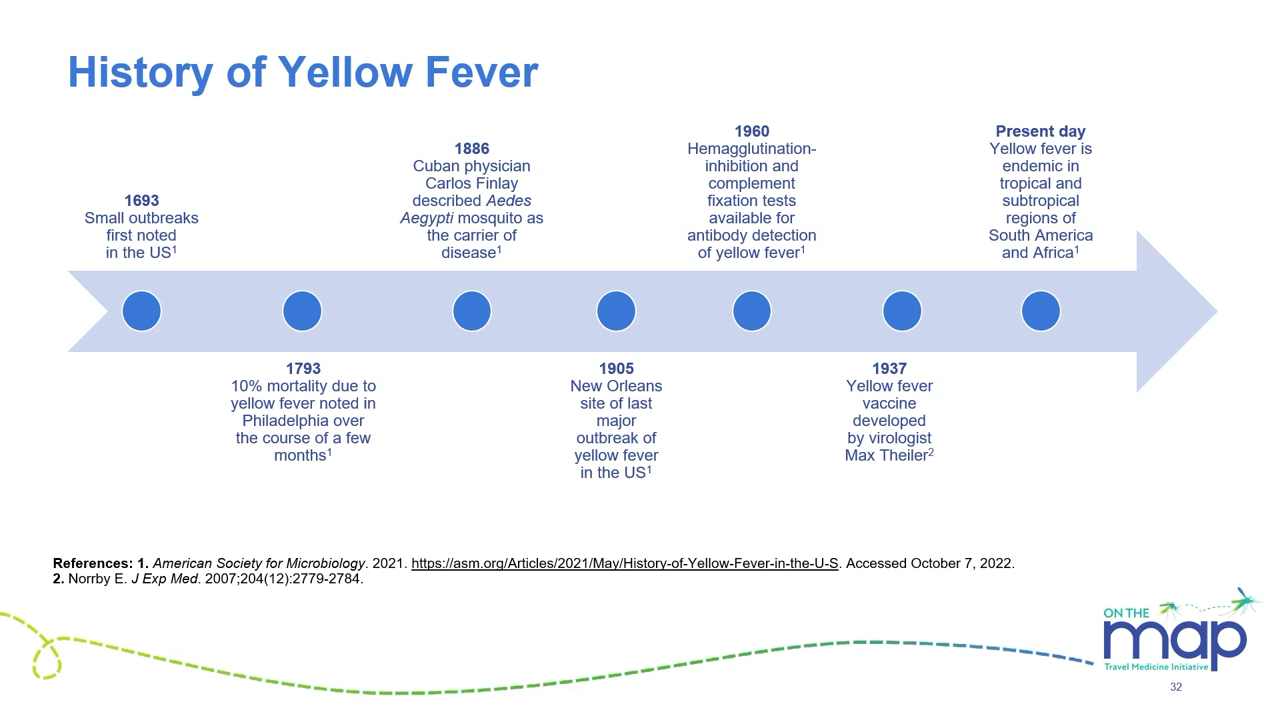 History of Yellow Fever
1693
Small outbreaks
first noted
in the US1
1793
10% mortality due to
yellow fever noted in
Philadelphia over
the course of a few
months1
1886
Cuban physician
Carlos Finlay
described Aedes
Aegypti mosquito as
the carrier of
disease1
1905
New Orleans
site of last
major
outbreak of
yellow fever
in the US1
1960
Hemagglutination-
inhibition and
complement
fixation tests
available for
antibody detection
of yellow fever1
1937
Yellow fever
vaccine
developed
by virologist
Max Theiler2
Present day
Yellow fever is
endemic in
tropical and
subtropical
regions of
South America
and Africa1
References: 1. American Society for Microbiology. 2021. https://asm.org/Articles/2021/May/History-of-Yellow-Fever-in-the-U-S. Accessed October 7, 2022.
2. Norrby E. J Exp Med. 2007;204(12):2779-2784.
ON THE
map
Travel Medicine Initiative
32